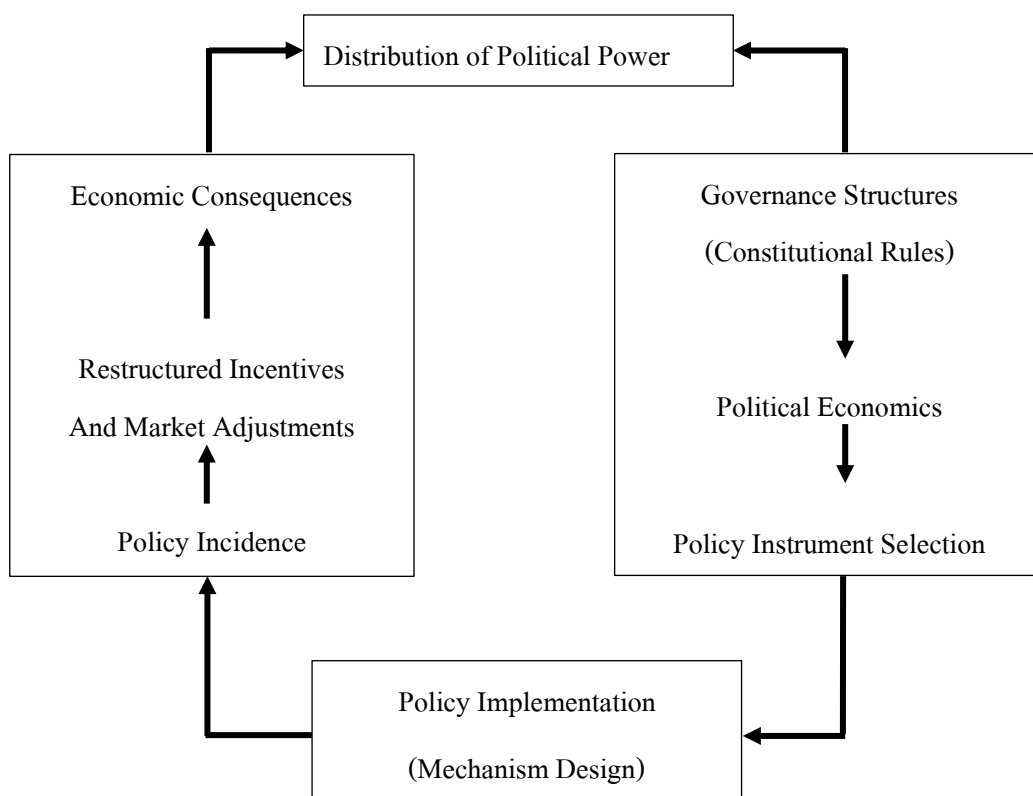 Distribution of Political Power
Economic Consequences
Restructured Incentives
And Market Adjustments
Policy Incidence
Governance Structures
(Constitutional Rules)
Political Economics
Policy Instrument Selection
Policy Implementation
(Mechanism Design)